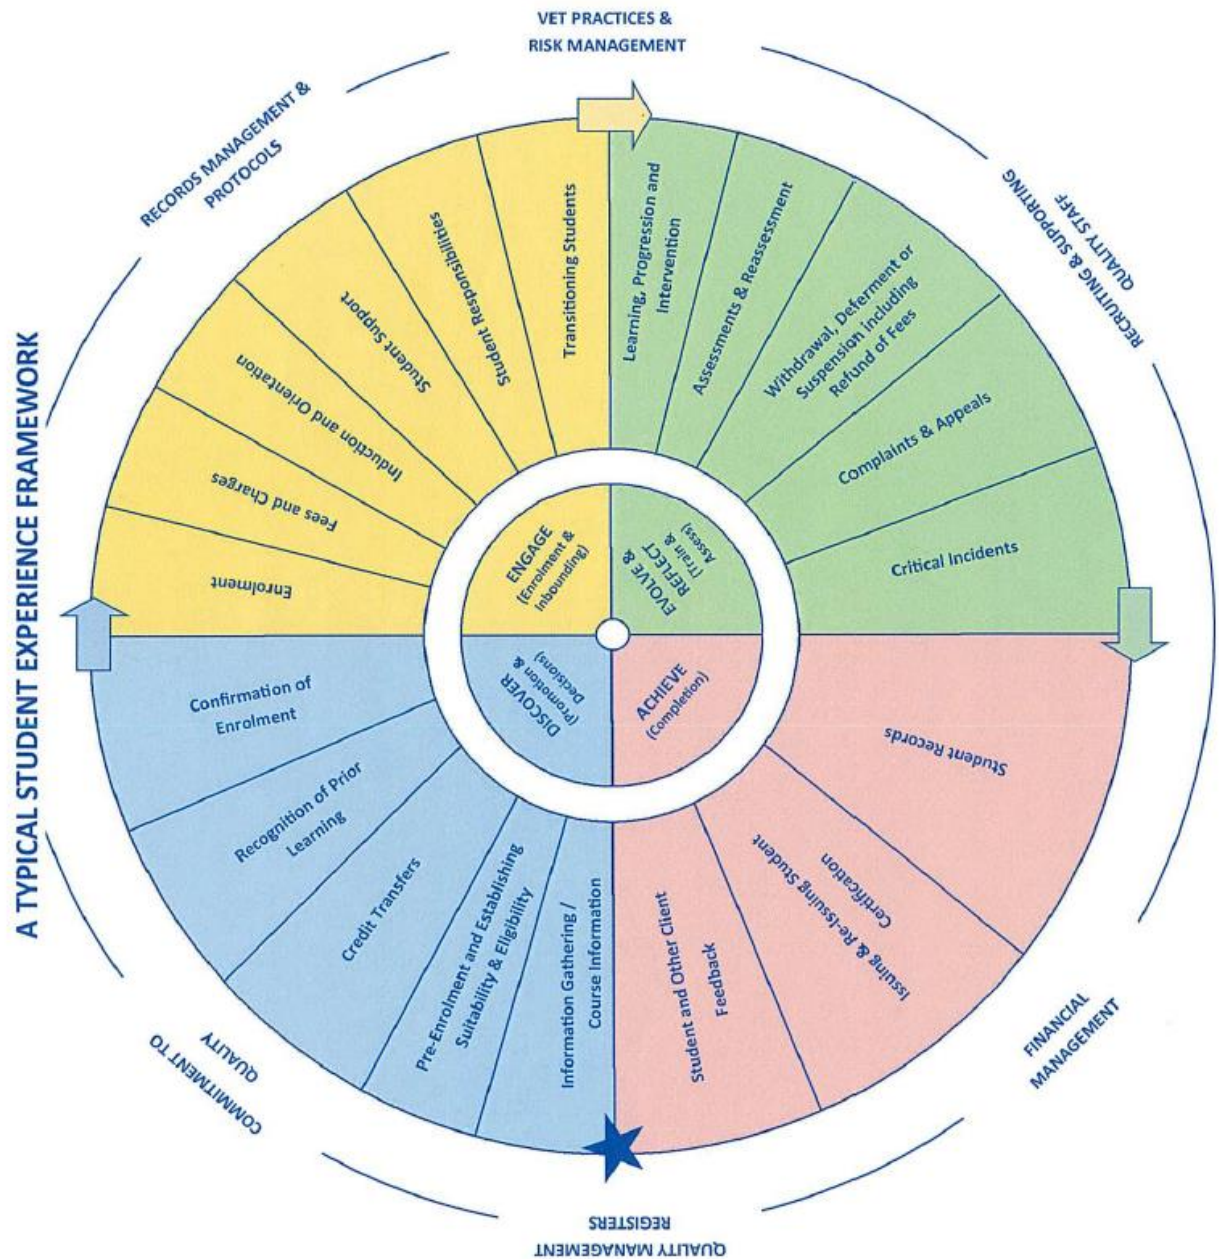 A TYPICAL STUDENT EXPERIENCE FRAMEWORK
VET PRACTICES &
RISK MANAGEMENT
RECRUITING & SUPPORTING
QUALITY STAFF
FINANCIAL
MANAGEMENT
QUALITY MANAGEMENT
REGISTERS
COMMITMENT TO
QUALITY
RECORDS MANAGEMENT &
PROTOCOLS
DISCOVER
(Promotion &
Decisions)
Information Gathering /
Course Information
Pre-Enrolment and Establishing
Suitability & Eligibility
Credit Transfers
Recognition of Prior
Learning
Confirmation of
Enrolment
ENGAGE
(Enrolment &
Inbounding)
Enrolment
Fees and Charges
Induction and Orientation
Student Support
Student Responsibilities
Transitioning Students
EVOLVE &
REFLECT
(Train &
Assess)
Learning, Progression and
Intervention
Assessments & Reassessment
Withdrawal, Deferment or
Suspension including
Refund of Fees
Complaints & Appeals
Critical Incidents
ACHIEVE
(Completion)
Student Records
Issuing & Re-Issuing Student
Certification
Student and Other Client
Feedback